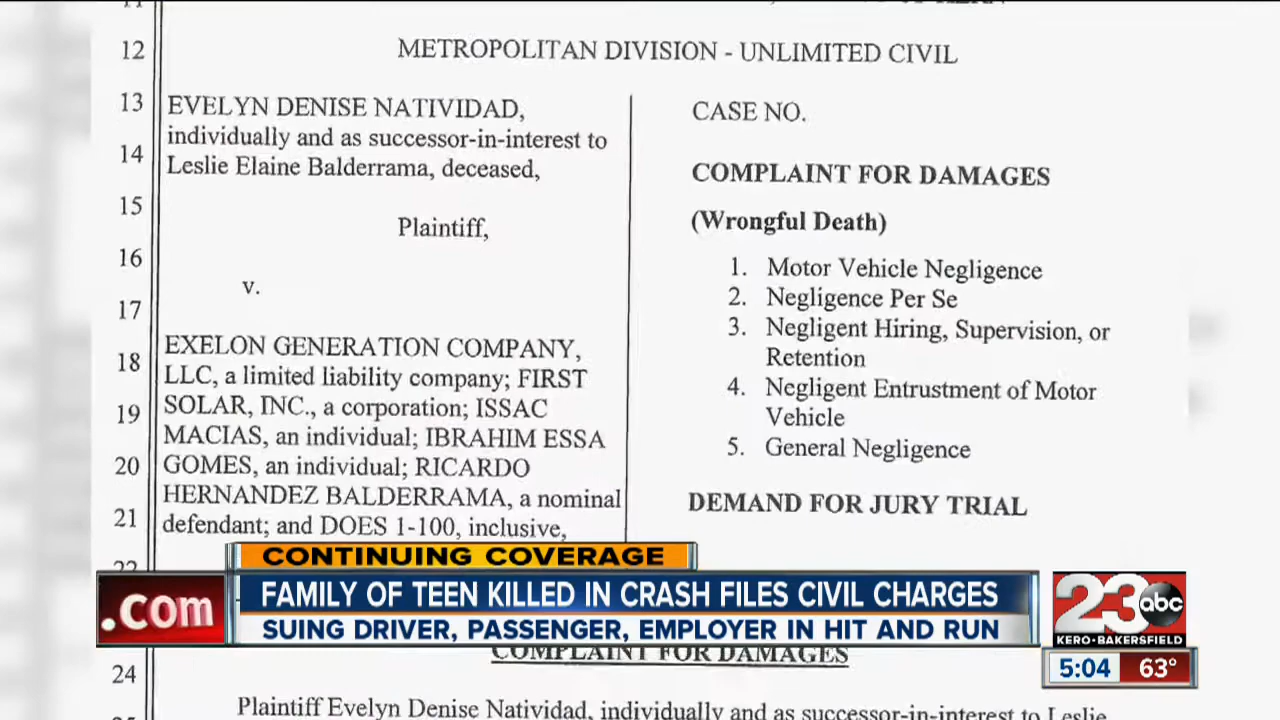 12
METROPOLITAN DIVISION - UNLIMITED CIVIL
13
EVELYN DENISE NATIVIDAD,
individually and as successor-in-interest to
14
Leslie Elaine Balderrama, deceased,
15
Plaintiff,
16
v.
17
EXELON GENERATION COMPANY,
18
LLC, a limited liability company; FIRST
19
SOLAR, INC., a corporation; ISSAC
MACIAS, an individual; IBRAHIM ESSA
20
GOMES, an individual; RICARDO
HERNANDEZ BALDERRAMA, a nominal
21
defendant; and DOES 1-100, inclusive,
22
CASE NO.
COMPLAINT FOR DAMAGES
(Wrongful Death)
1. Motor Vehicle Negligence
2. Negligence Per Se
3. Negligent Hiring, Supervision, or
Retention
4. Negligent Entrustment of Motor
Vehicle
5. General Negligence
DEMAND FOR JURY TRIAL
CONTINUING COVERAGE
.com
FAMILY OF TEEN KILLED IN CRASH FILES CIVIL CHARGES
SUING DRIVER, PASSENGER, EMPLOYER IN HIT AND RUN
23 abc
KERO-BAKERSFIELD
5:04 63°
COMPLAINT FOR DAMAGES
24
Plaintiff Evelyn Denise Natividad, individually and as successor-in-interest to Leslie